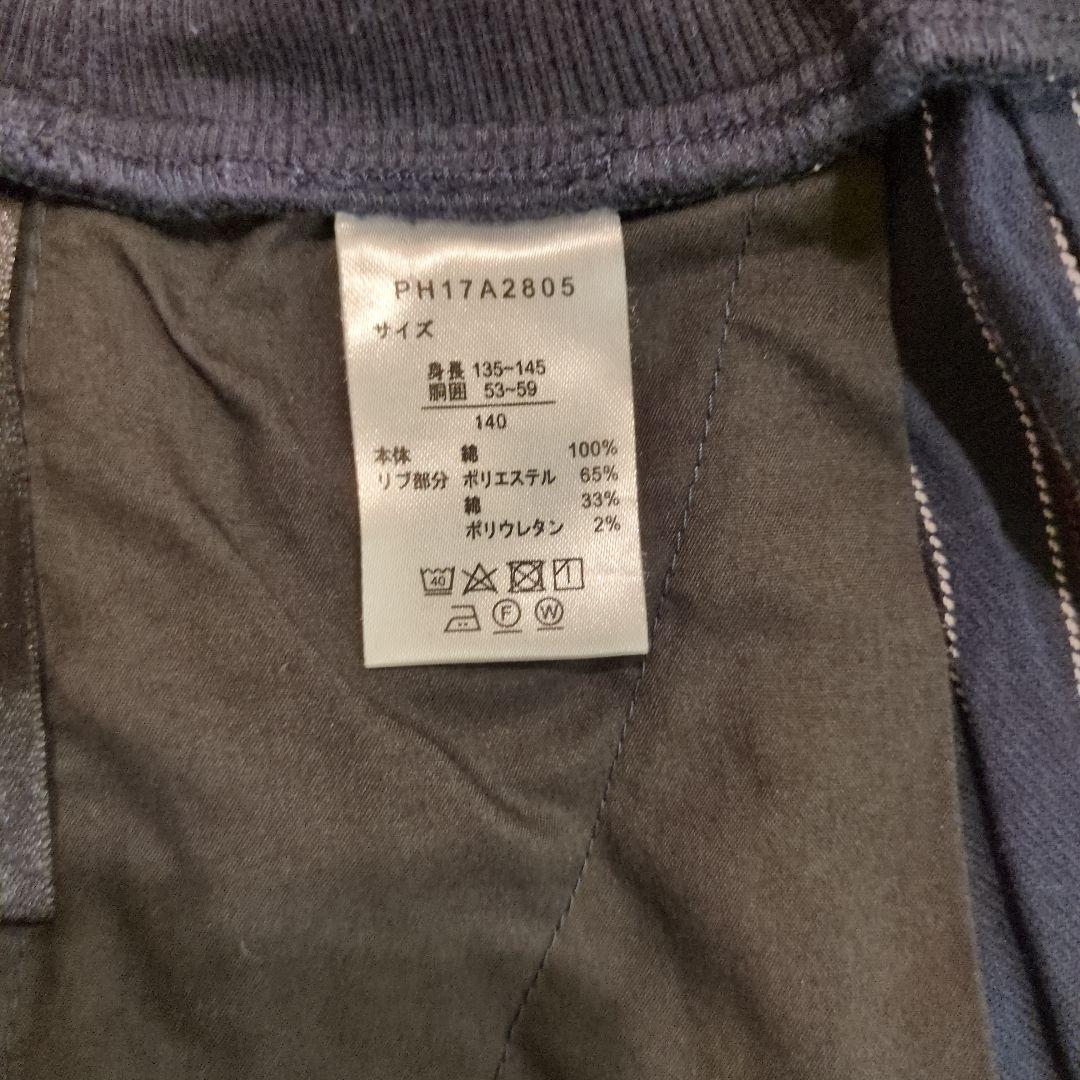 PH17A2805
サイズ
身長 135~145
胴囲 53~59
140
本体 綿 100%
リブ部分 ポリエステル 65%
綿 33%
ポリウレタン 2%
40
F W